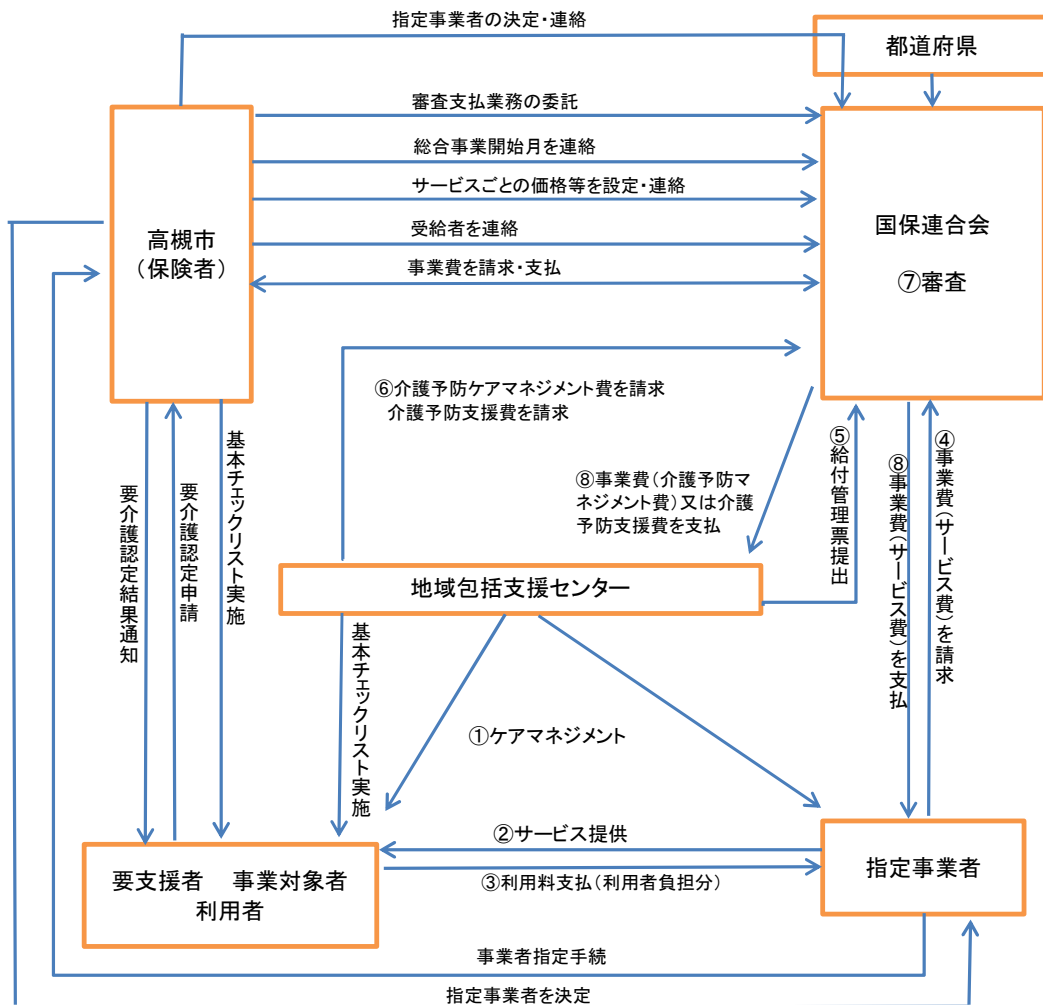 指定事業者の決定・連絡
都道府県
審査支払業務の委託
総合事業開始月を連絡
サービスごとの価格等を設定・連絡
受給者を連絡
事業費を請求・支払
高槻市
（保険者）
国保連合会
⑦審査
⑥介護予防ケアマネジメント費を請求
介護予防支援費を請求
⑧事業費（介護予防マ
ネジメント費）又は介護
予防支援費を支払
⑤給付管理票提出
⑧事業費（サービス費）を支払
④事業費（サービス費）を請求
要介護認定結果通知
要介護認定申請
基本チェックリスト実施
地域包括支援センター
基本チェックリスト実施
①ケアマネジメント
②サービス提供
③利用料支払（利用者負担分）
要支援者　事業対象者
利用者
指定事業者
事業者指定手続
指定事業者を決定